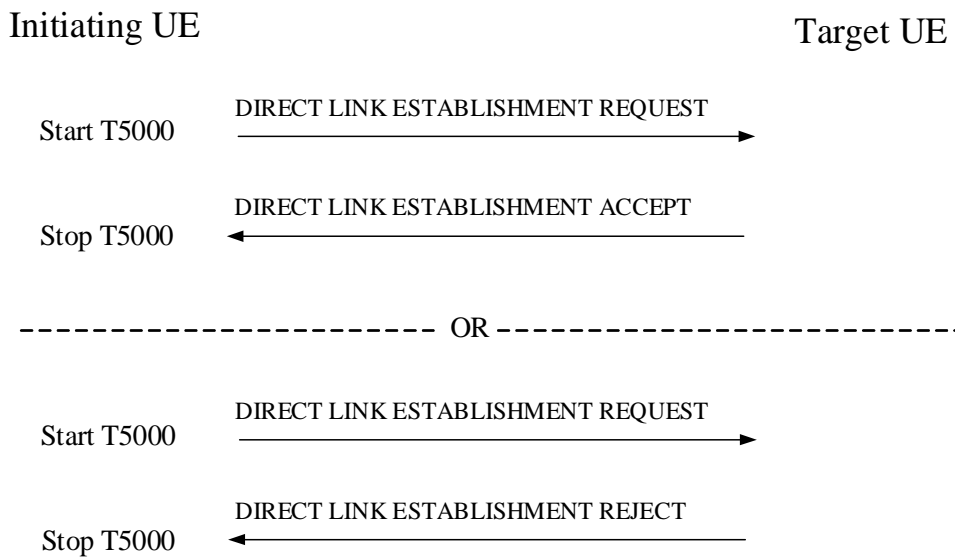 Initiating UE
Target UE
DIRECT LINK ESTABLISHMENT REQUEST
Start T5000
DIRECT LINK ESTABLISHMENT ACCEPT
Stop T5000
OR
DIRECT LINK ESTABLISHMENT REQUEST
Start T5000
DIRECT LINK ESTABLISHMENT REJECT
Stop T5000